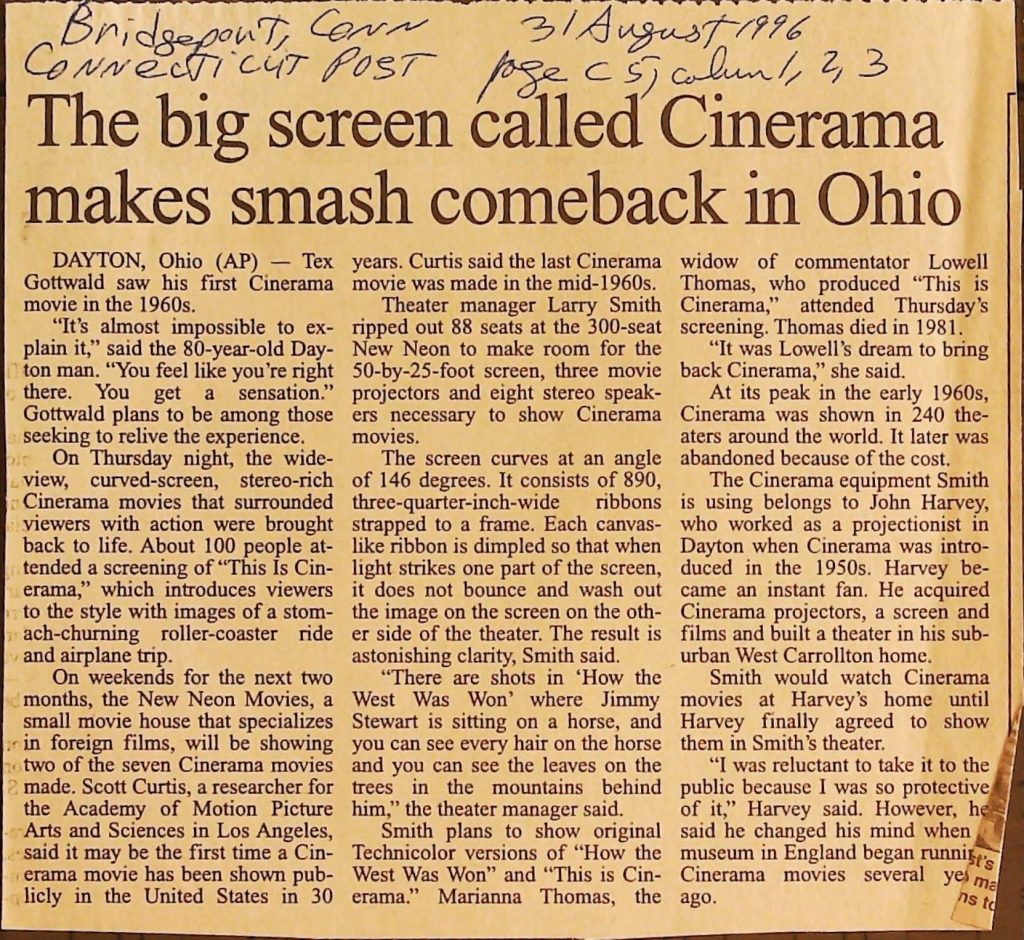 Bridgeport, Conn 31 August 1996
Connecticut Post page C5, column 1, 2, 3
The big screen called Cinerama
makes smash comeback in Ohio
DAYTON, Ohio (AP) — Tex
Gottwald saw his first Cinerama
movie in the 1960s.
“It’s almost impossible to ex-
plain it,” said the 80-year-old Day-
ton man. “You feel like you’re right
there. You get a sensation.”
Gottwald plans to be among those
seeking to relive the experience.
On Thursday night, the wide-
view, curved-screen, stereo-rich
Cinerama movies that surrounded
viewers with action were brought
back to life. About 100 people at-
tended a screening of “This Is Cin-
erama,” which introduces viewers
to the style with images of a stom-
ach-churning roller-coaster ride
and airplane trip.
On weekends for the next two
months, the New Neon Movies, a
small movie house that specializes
in foreign films, will be showing
two of the seven Cinerama movies
made. Scott Curtis, a researcher for
the Academy of Motion Picture
Arts and Sciences in Los Angeles,
said it may be the first time a Cin-
erama movie has been shown pub-
licly in the United States in 30
years. Curtis said the last Cinerama
movie was made in the mid-1960s.
Theater manager Larry Smith
ripped out 88 seats at the 300-seat
New Neon to make room for the
50-by-25-foot screen, three movie
projectors and eight stereo speak-
ers necessary to show Cinerama
movies.
The screen curves at an angle
of 146 degrees. It consists of 890,
three-quarter-inch-wide ribbons
strapped to a frame. Each canvas-
like ribbon is dimpled so that when
light strikes one part of the screen,
it does not bounce and wash out
the image on the screen on the oth-
er side of the theater. The result is
astonishing clarity, Smith said.
“There are shots in ‘How the
West Was Won’ where Jimmy
Stewart is sitting on a horse, and
you can see every hair on the horse
and you can see the leaves on the
trees in the mountains behind
him,” the theater manager said.
Smith plans to show original
Technicolor versions of “How the
West Was Won” and “This is Cin-
erama.” Marianna Thomas, the
widow of commentator Lowell
Thomas, who produced “This is
Cinerama,” attended Thursday’s
screening. Thomas died in 1981.
“It was Lowell’s dream to bring
back Cinerama,” she said.
At its peak in the early 1960s,
Cinerama was shown in 240 the-
aters around the world. It later was
abandoned because of the cost.
The Cinerama equipment Smith
is using belongs to John Harvey,
who worked as a projectionist in
Dayton when Cinerama was intro-
duced in the 1950s. Harvey be-
came an instant fan. He acquired
Cinerama projectors, a screen and
films and built a theater in his sub-
urban West Carrollton home.
Smith would watch Cinerama
movies at Harvey’s home until
Harvey finally agreed to show
them in Smith’s theater.
“I was reluctant to take it to the
public because I was so protective
of it,” Harvey said. However, he
said he changed his mind when
museum in England began
Cinerama movies several
ago.